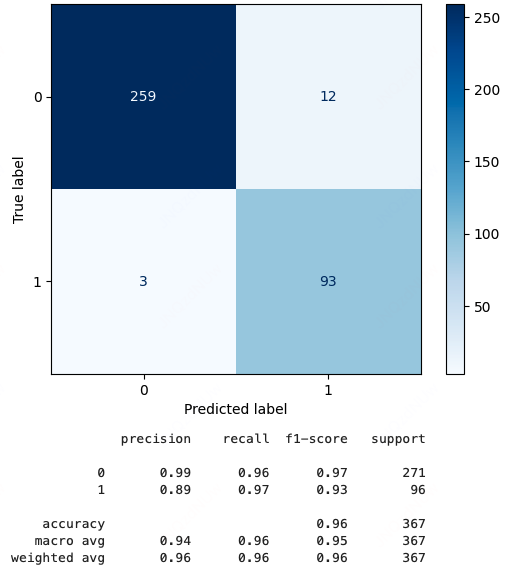 250
0 259 12
200
150
True label
100
1 3 93
50
0 1
Predicted label
precision recall f1-score support
0 0.99 0.96 0.97 271
1 0.89 0.97 0.93 96
accuracy 0.96 367
macro avg 0.94 0.96 0.95 367
weighted avg 0.96 0.96 0.96 367